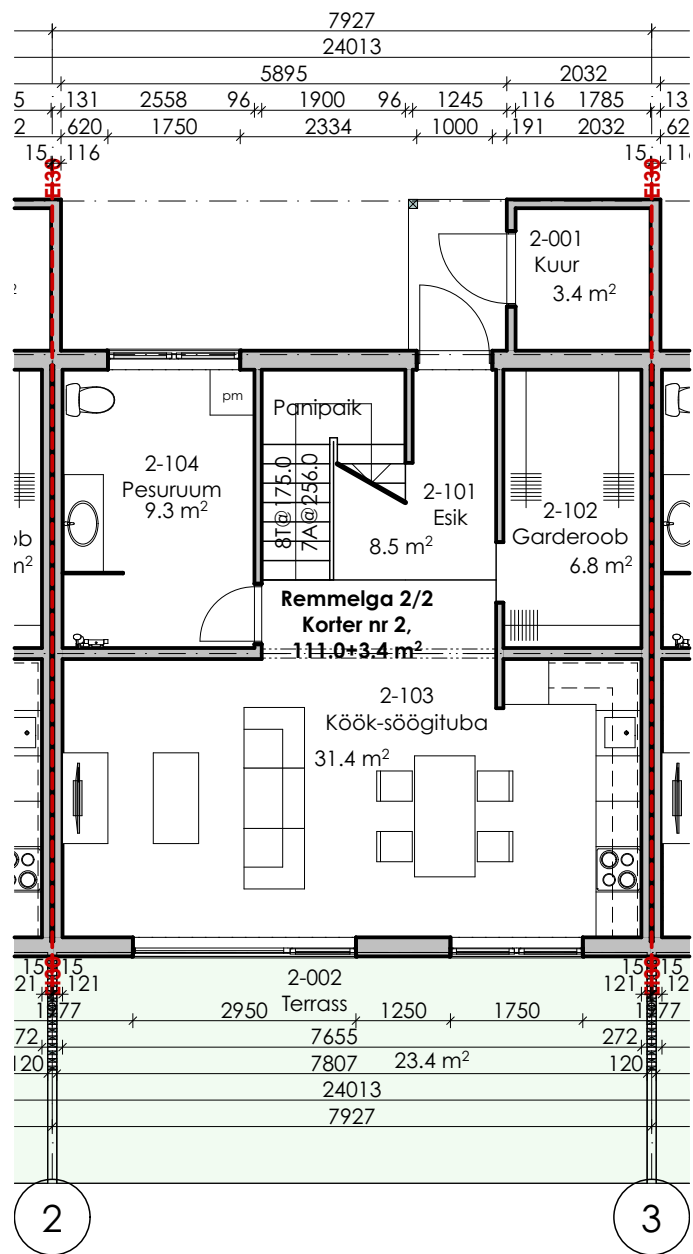 7927
24013
5895 2032
5 131 2558 96 1900 96 1245 116 1785 13
2 620 1750 2334 1000 191 2032 62
15 116 15 116
EI30 EI30
2-001
Kuur
3.4 m²
pm
Panipaik
2-104
Pesuruum
9.3 m²
8T@175.0
7A@256.0
2-101
Esik
8.5 m²
2-102
Garderoob
6.8 m²
ob
m²
Remmelga 2/2
Korter nr 2,
111.0+3.4 m²
2-103
Köök-söögituba
31.4 m²
15 15 15 15
21 121 121 12
2-002
Terrass
2950 1250 1750
72 7655 272
120 7807 120
23.4 m²
24013
7927
2 3